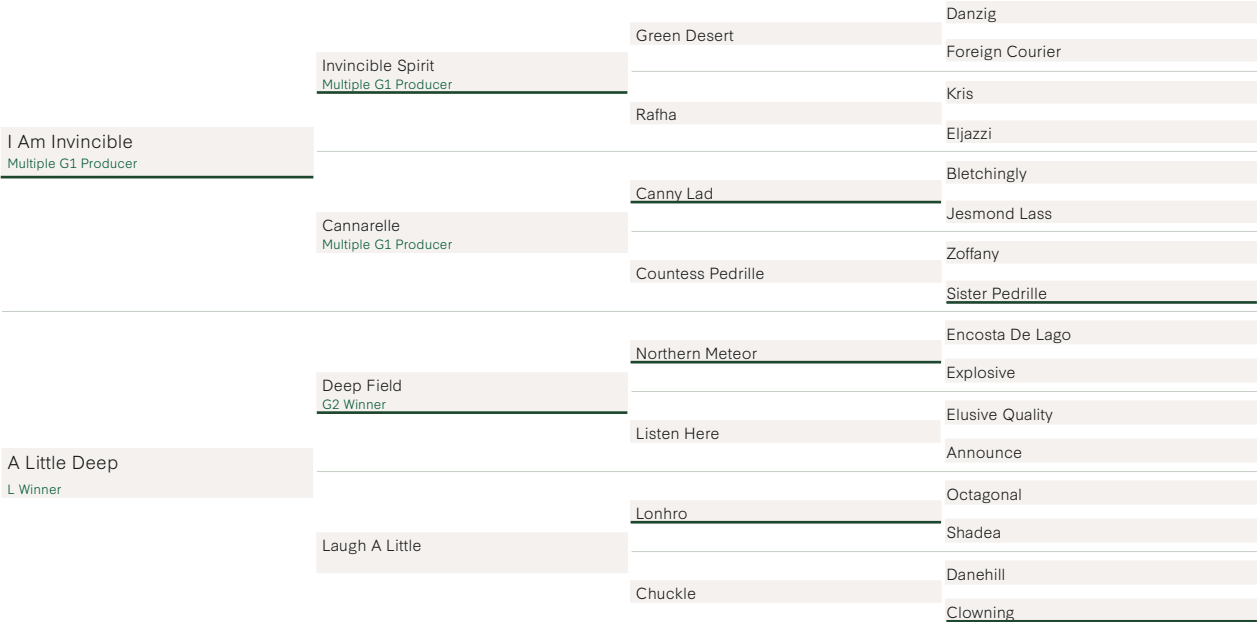 I Am Invincible
Multiple G1 Producer
A Little Deep
L Winner
Invincible Spirit
Multiple G1 Producer
Cannarelle
Multiple G1 Producer
Deep Field
G2 Winner
Laugh A Little
Green Desert
Rafha
Canny Lad
Countess Pedrille
Northern Meteor
Listen Here
Lonhro
Chuckle
Danzig
Foreign Courier
Kris
Eljazzi
Bletchingly
Jesmond Lass
Zoffany
Sister Pedrille
Encosta De Lago
Explosive
Elusive Quality
Announce
Octagonal
Shadea
Danehill
Clowning